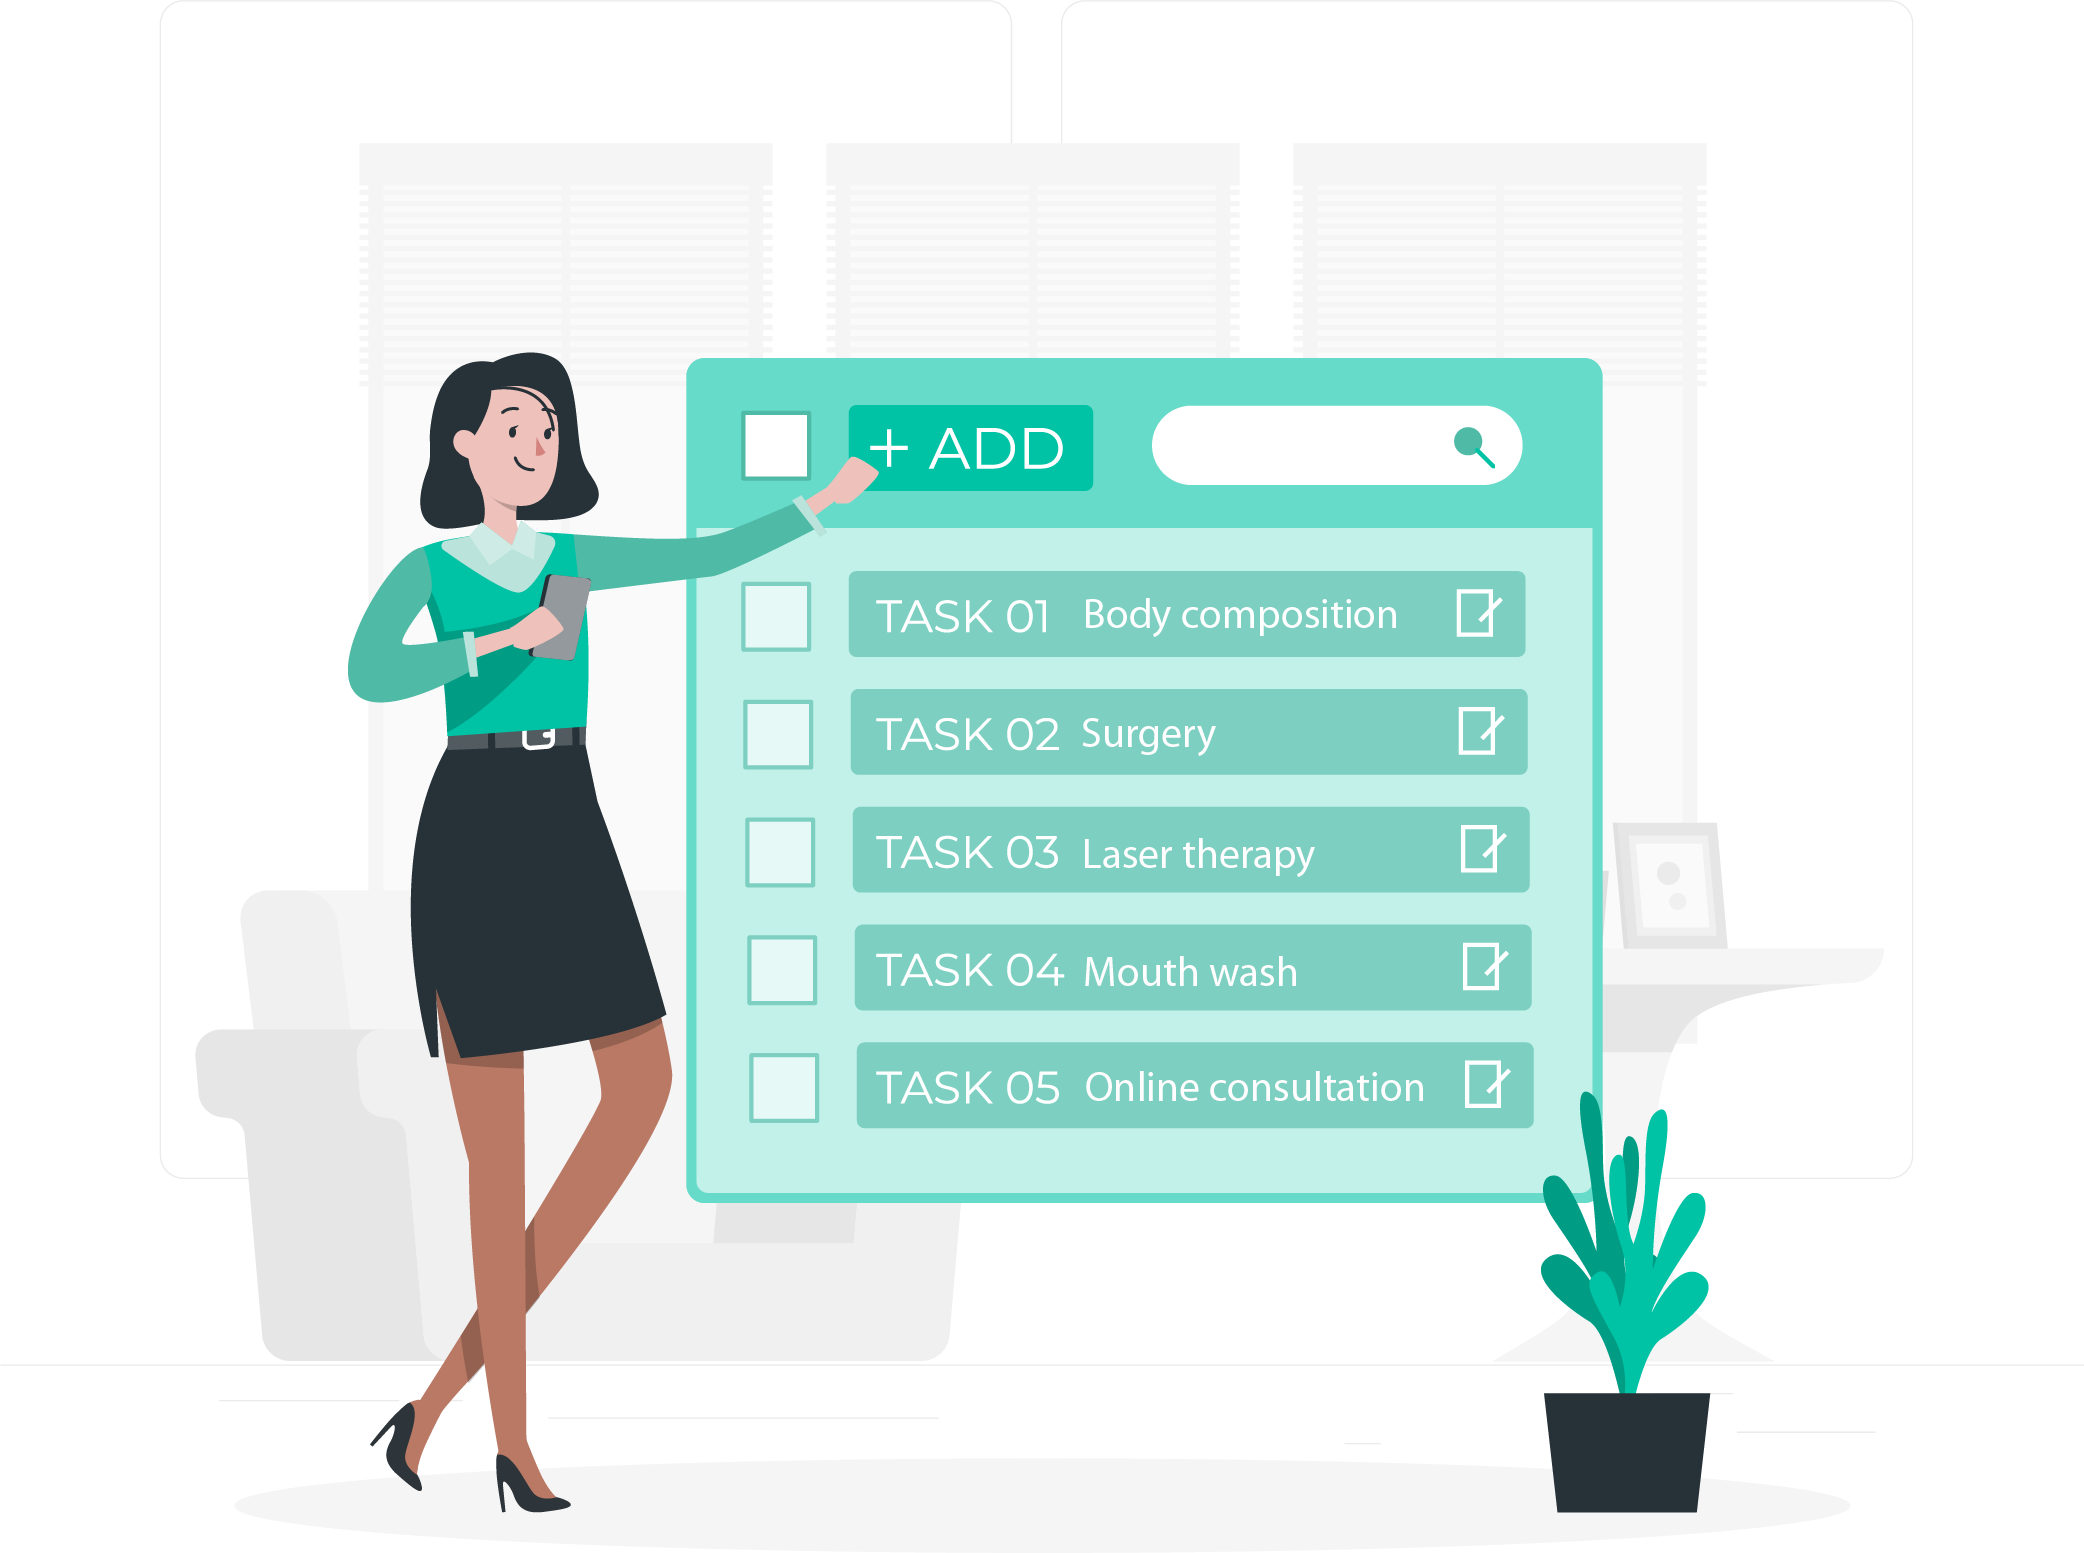 + ADD
TASK 01 Body composition
TASK 02 Surgery
TASK 03 Laser therapy
TASK 04 Mouth wash
TASK 05 Online consultation